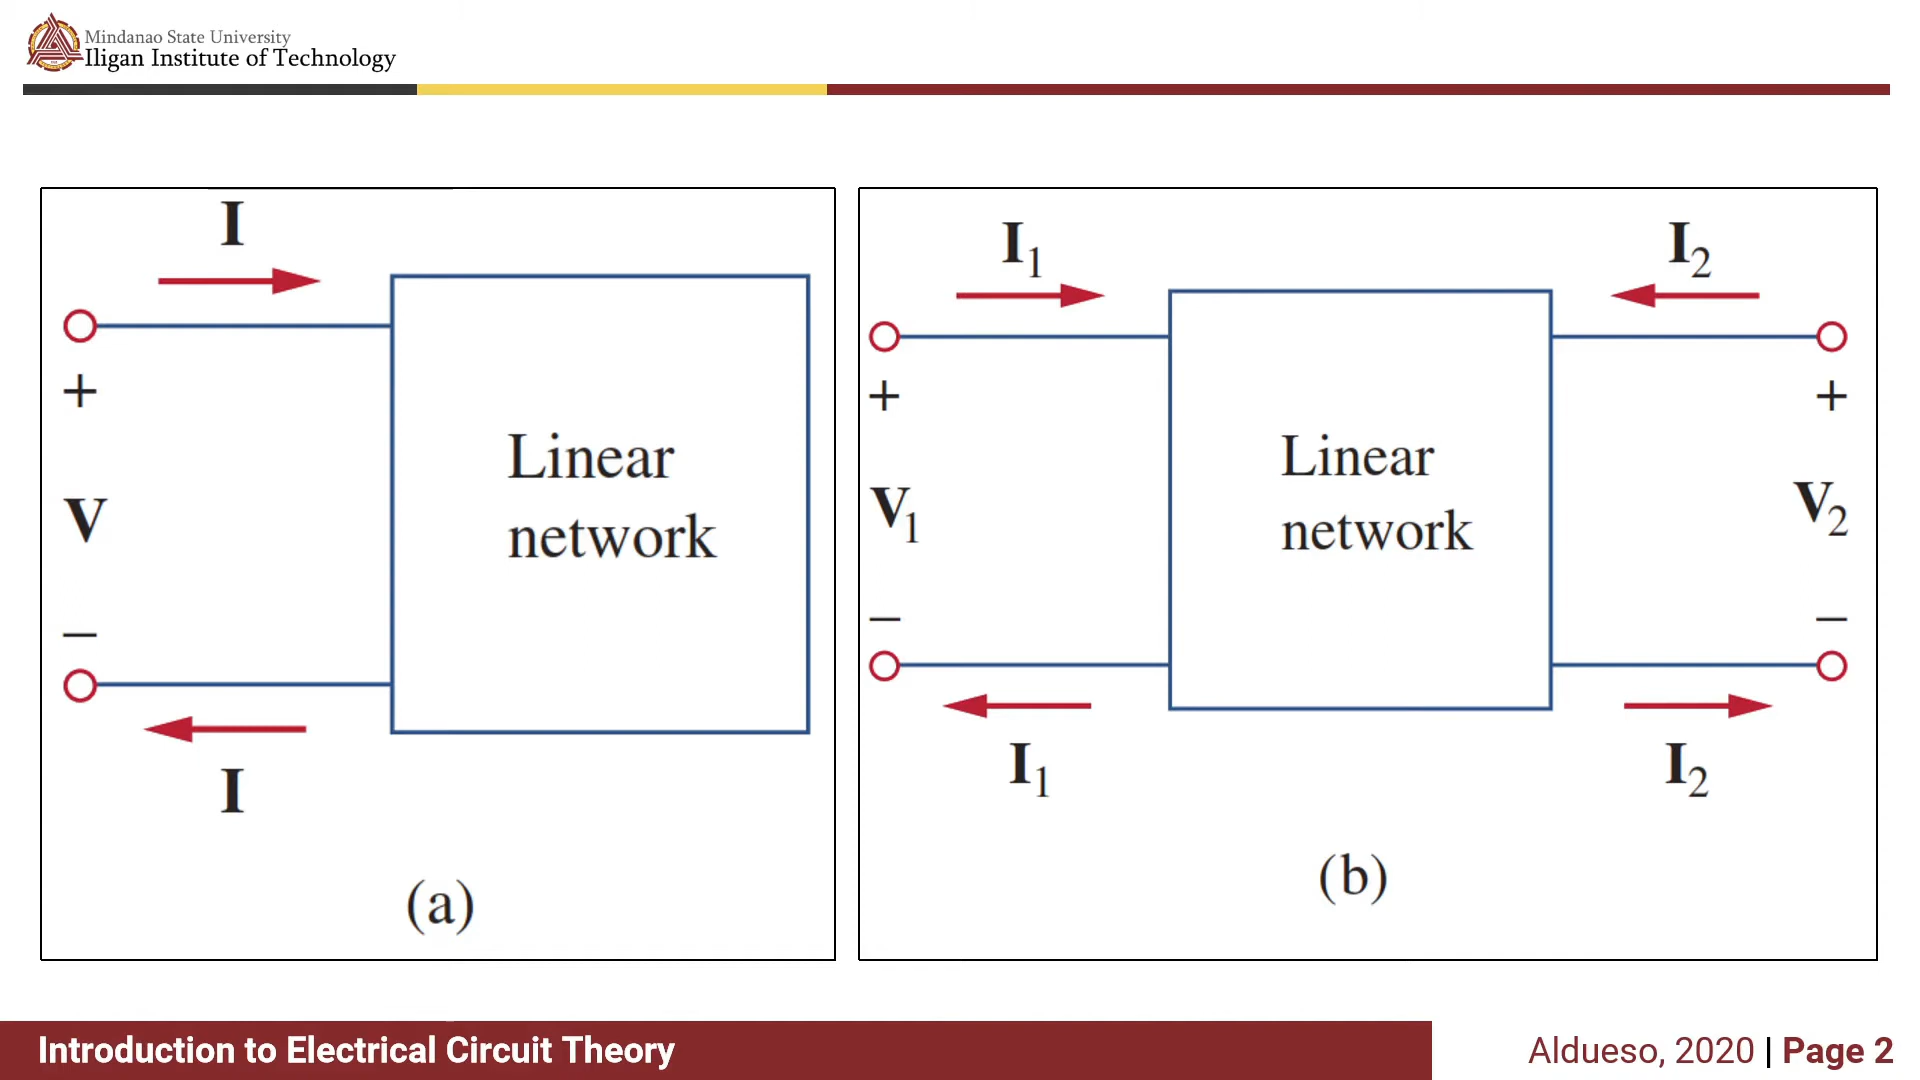 Mindanao State University
Iligan Institute of Technology
I
+
V
−
I
Linear
network
(a)
I1
I2
+
V1
−
Linear
network
+
V2
−
I1
I2
(b)
Introduction to Electrical Circuit Theory
Aldueso, 2020 | Page 2